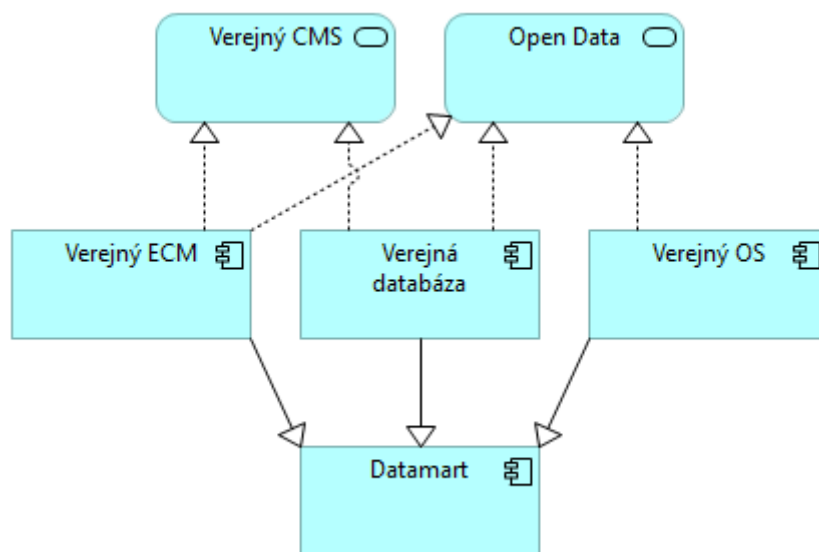 Verejný CMS
Open Data
Verejný ECM
Verejná
databáza
Verejný OS
Datamart